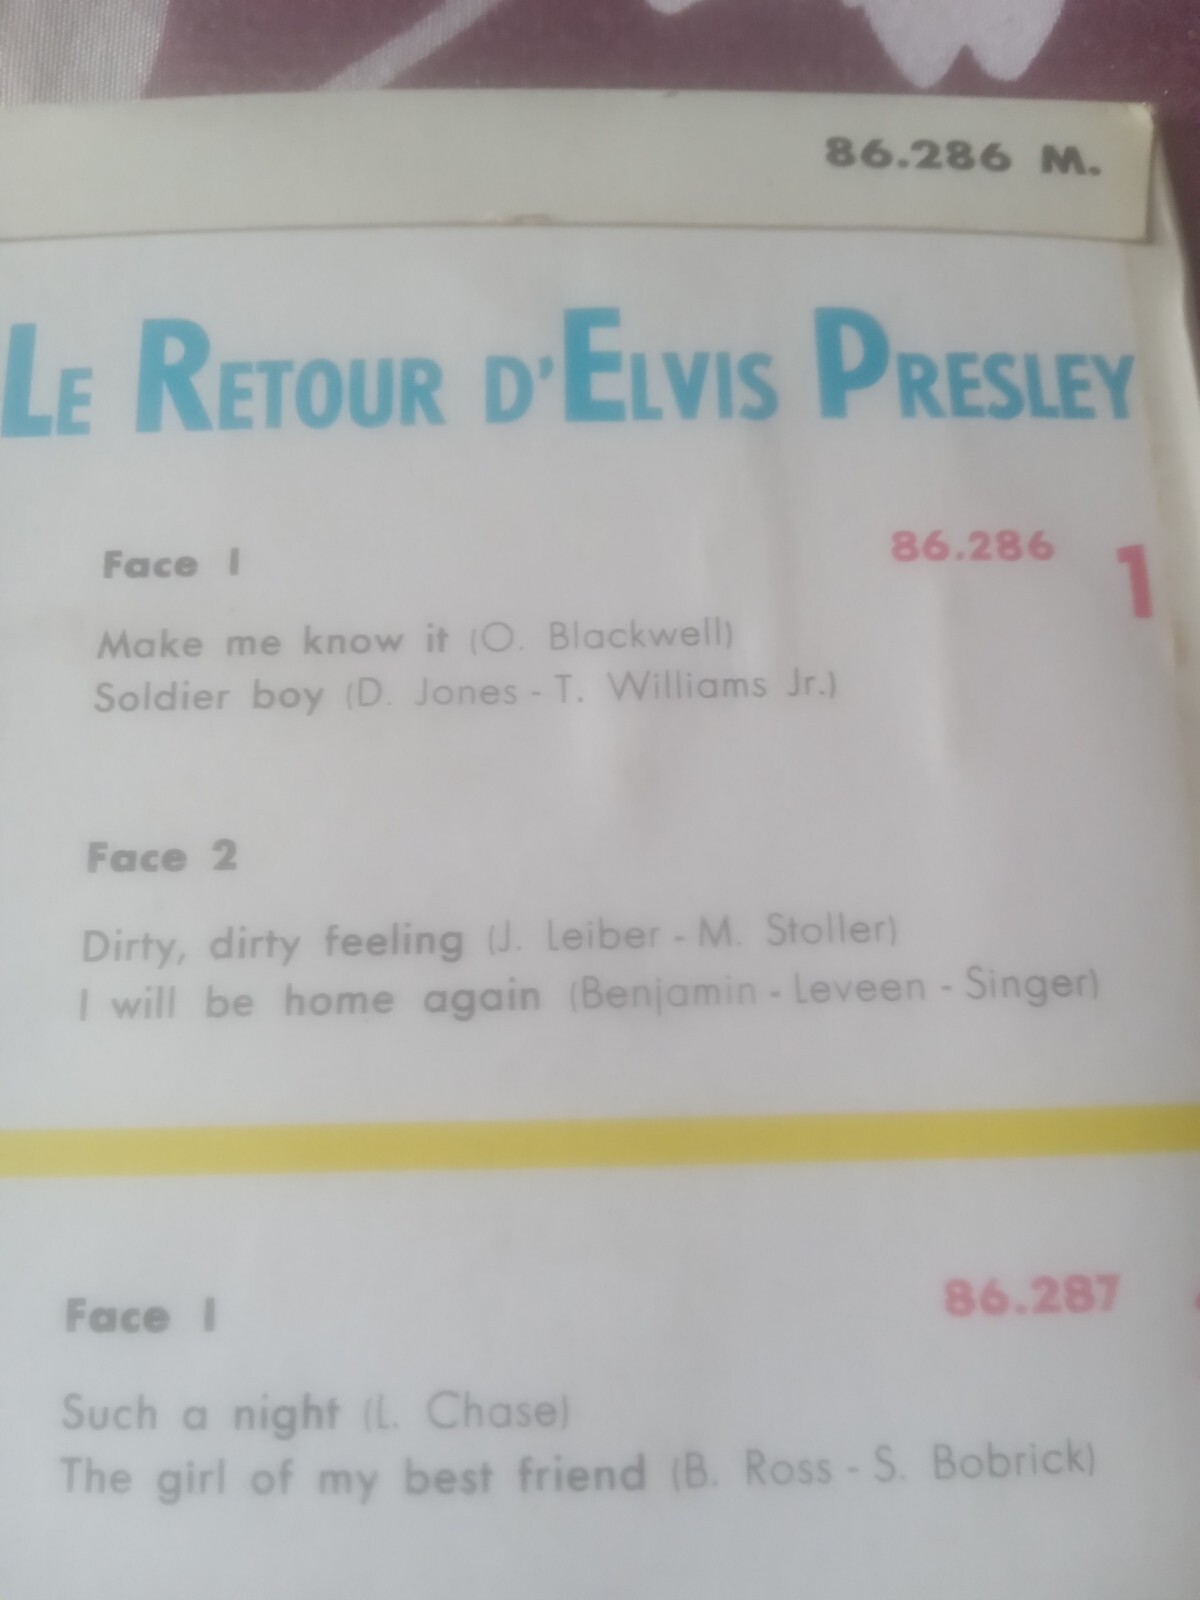 86.286 M.
LE RETOUR D'ELVIS PRESLEY
Face 1
86.286 1
Make me know it (O. Blackwell)
Soldier boy (D. Jones - T. Williams Jr.)
Face 2
Dirty, dirty feeling (J. Leiber - M. Stoller)
I will be home again (Benjamin - Leveen - Singer)
Face 1
86.287
Such a night (L. Chase)
The girl of my best friend (B. Ross - S. Bobrick)